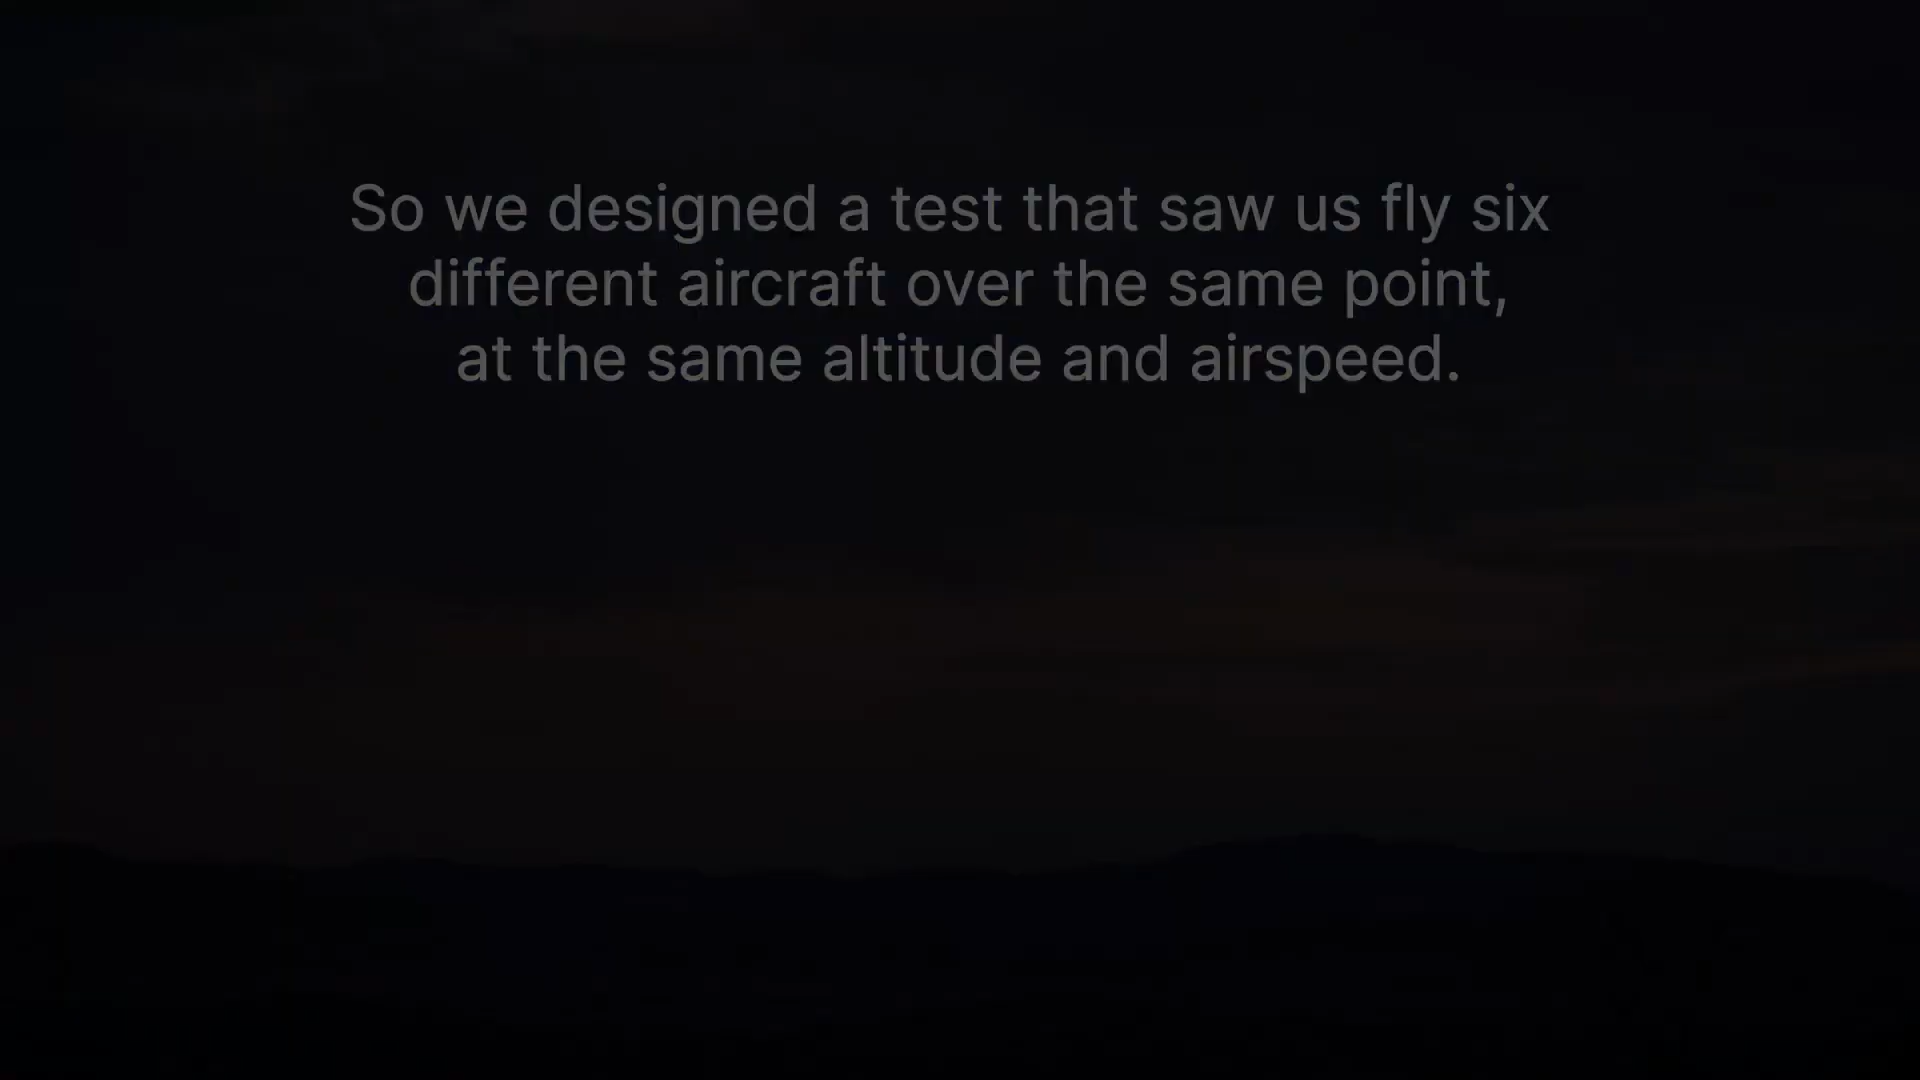 So we designed a test that saw us fly six
different aircraft over the same point,
at the same altitude and airspeed.